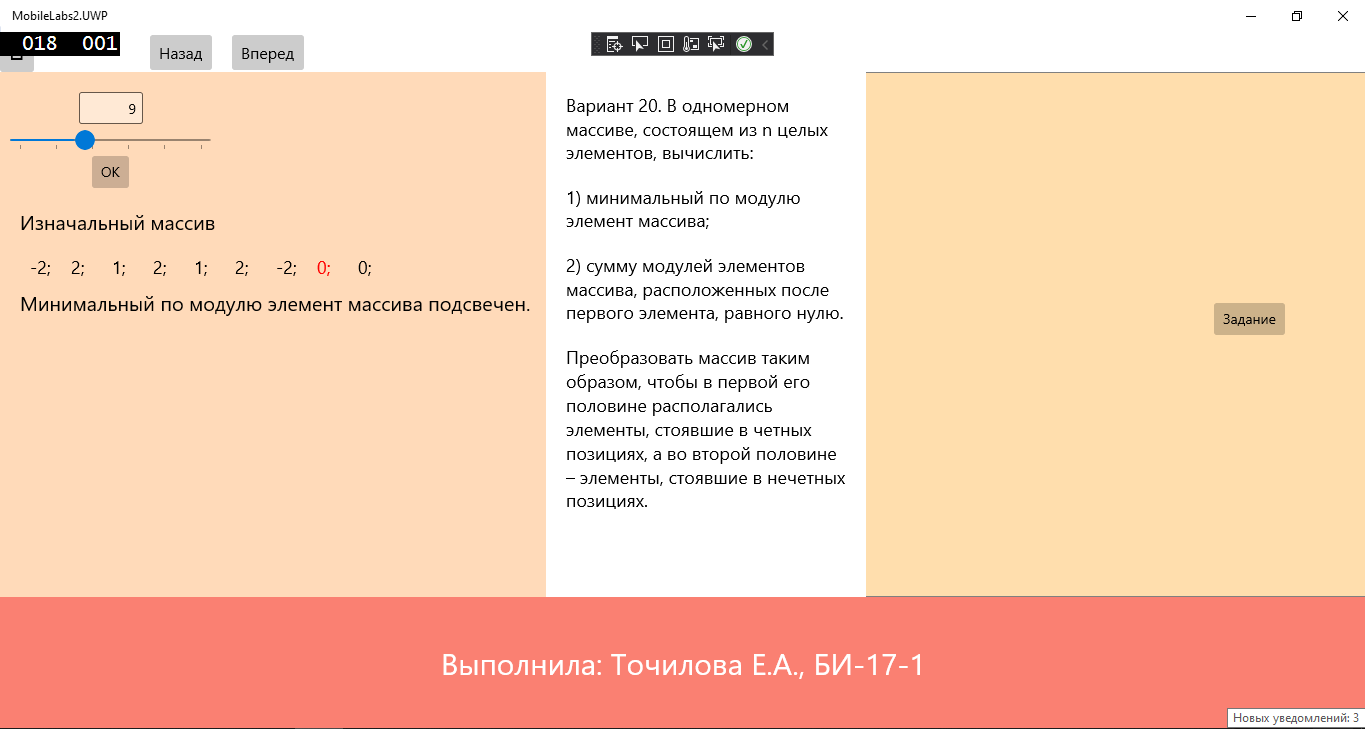 MobileLabs2.UWP
018 001
Назад Вперед
9
ОК
Изначальный массив
-2; 2; 1; 2; 1; 2; -2; 0; 0;
Минимальный по модулю элемент массива подсвечен.
Вариант 20. В одномерном
массиве, состоящем из n целых
элементов, вычислить:
1) минимальный по модулю
элемент массива;
2) сумму модулей элементов
массива, расположенных после
первого элемента, равного нулю.
Преобразовать массив таким
образом, чтобы в первой его
половине располагались
элементы, стоявшие в четных
позициях, а во второй половине
– элементы, стоявшие в нечетных
позициях.
Задание
Выполнила: Точилова Е.А., БИ-17-1
Новых уведомлений: 3